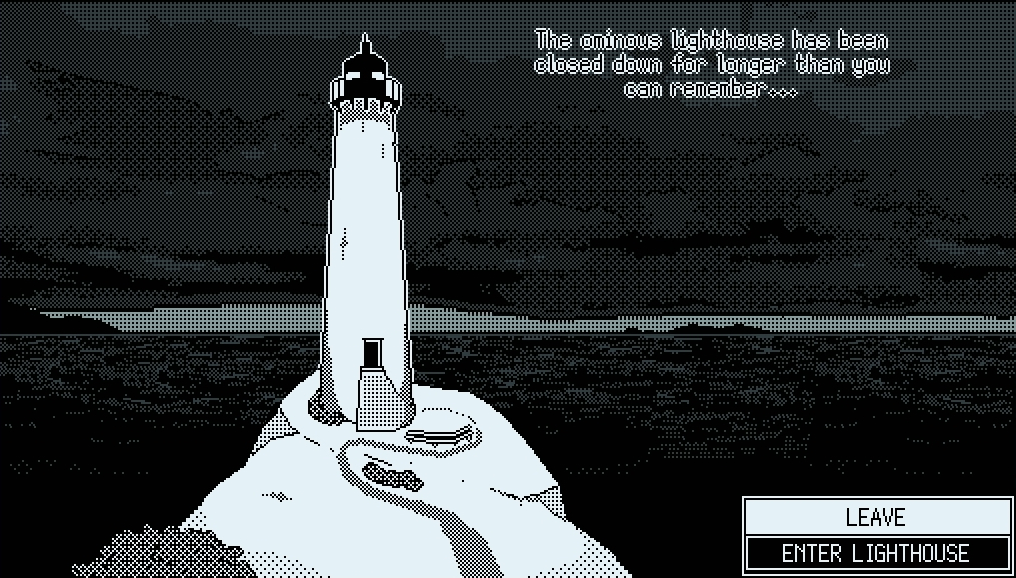 The ominous lighthouse has been
closed down for longer than you
can remember...
LEAVE
ENTER LIGHTHOUSE